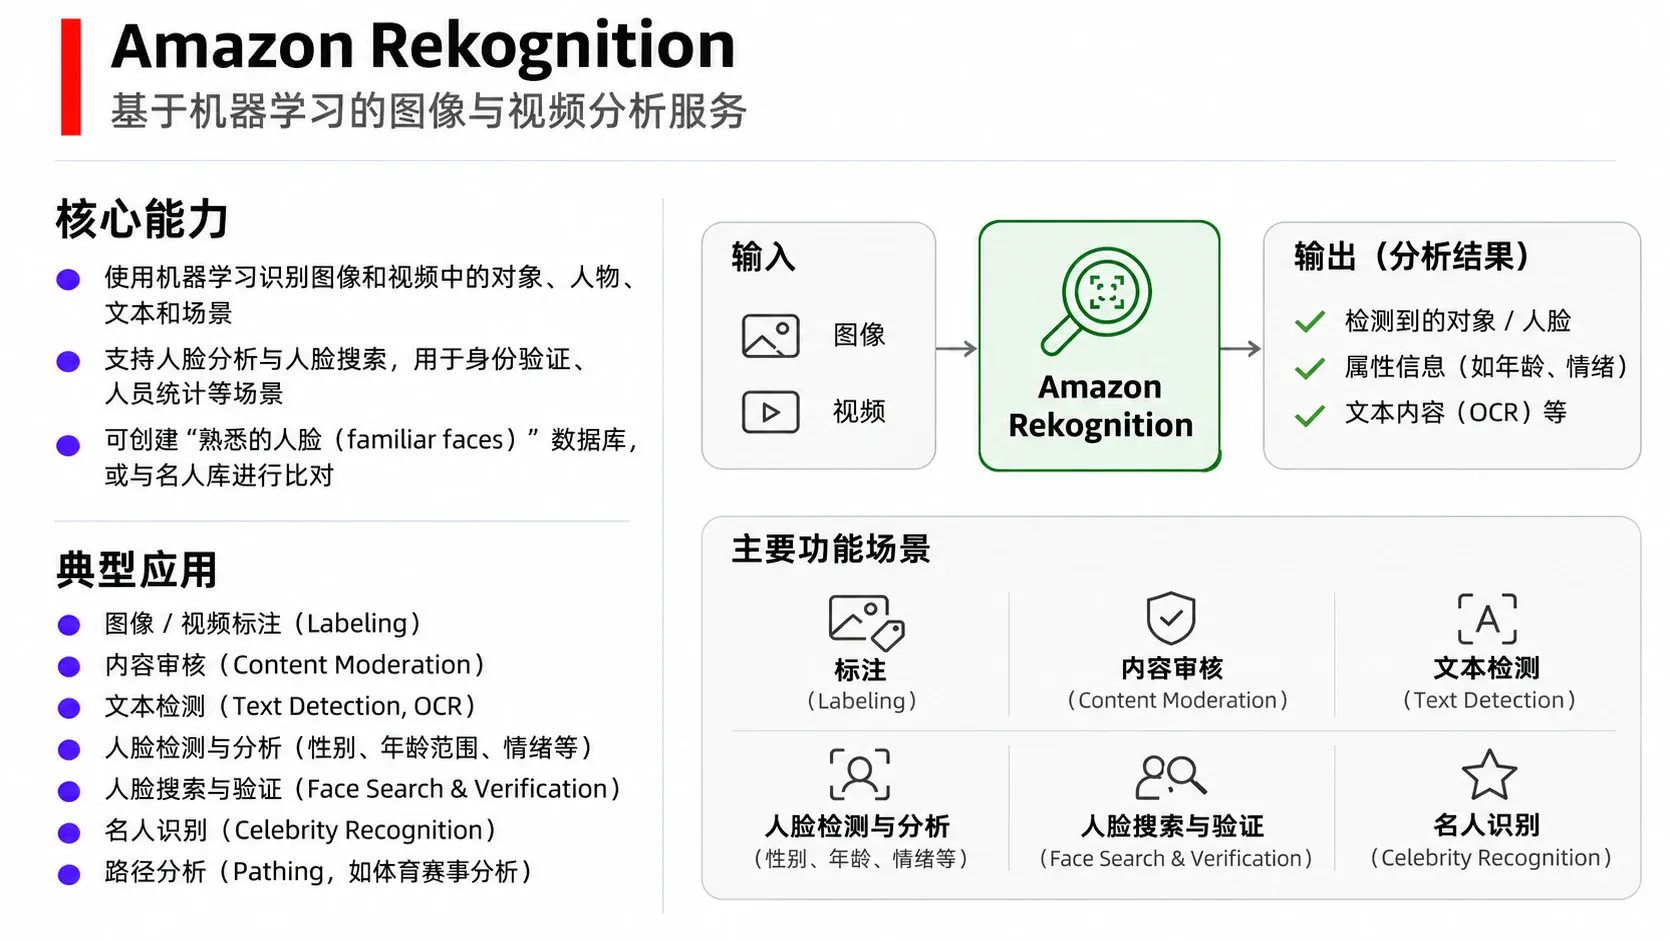 Amazon Rekognition
基于机器学习的图像与视频分析服务
核心能力
使用机器学习识别图像和视频中的对象、人物、
文本和场景
支持人脸分析与人脸搜索，用于身份验证、
人员统计等场景
可创建“熟悉的人脸（familiar faces）”数据库，
或与名人库进行比对
典型应用
图像 / 视频标注（Labeling）
内容审核（Content Moderation）
文本检测（Text Detection, OCR）
人脸检测与分析（性别、年龄范围、情绪等）
人脸搜索与验证（Face Search & Verification）
名人识别（Celebrity Recognition）
路径分析（Pathing，如体育赛事分析）
输入
图像
视频
Amazon
Rekognition
输出（分析结果）
检测到的对象 / 人脸
属性信息（如年龄、情绪）
文本内容（OCR）等
主要功能场景
标注
（Labeling）
内容审核
（Content Moderation）
A
文本检测
（Text Detection）
人脸检测与分析
（性别、年龄、情绪等）
人脸搜索与验证
（Face Search & Verification）
名人识别
（Celebrity Recognition）